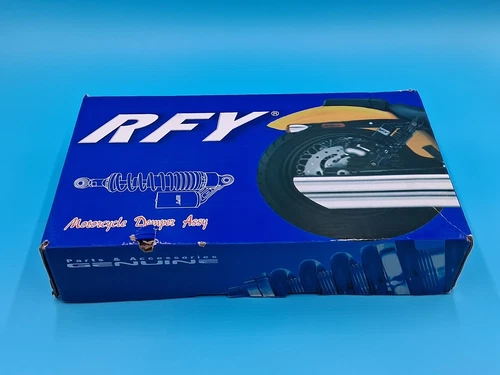 RFY®
Motorcycle Damper Assy
Parts & Accessories
GENUINE